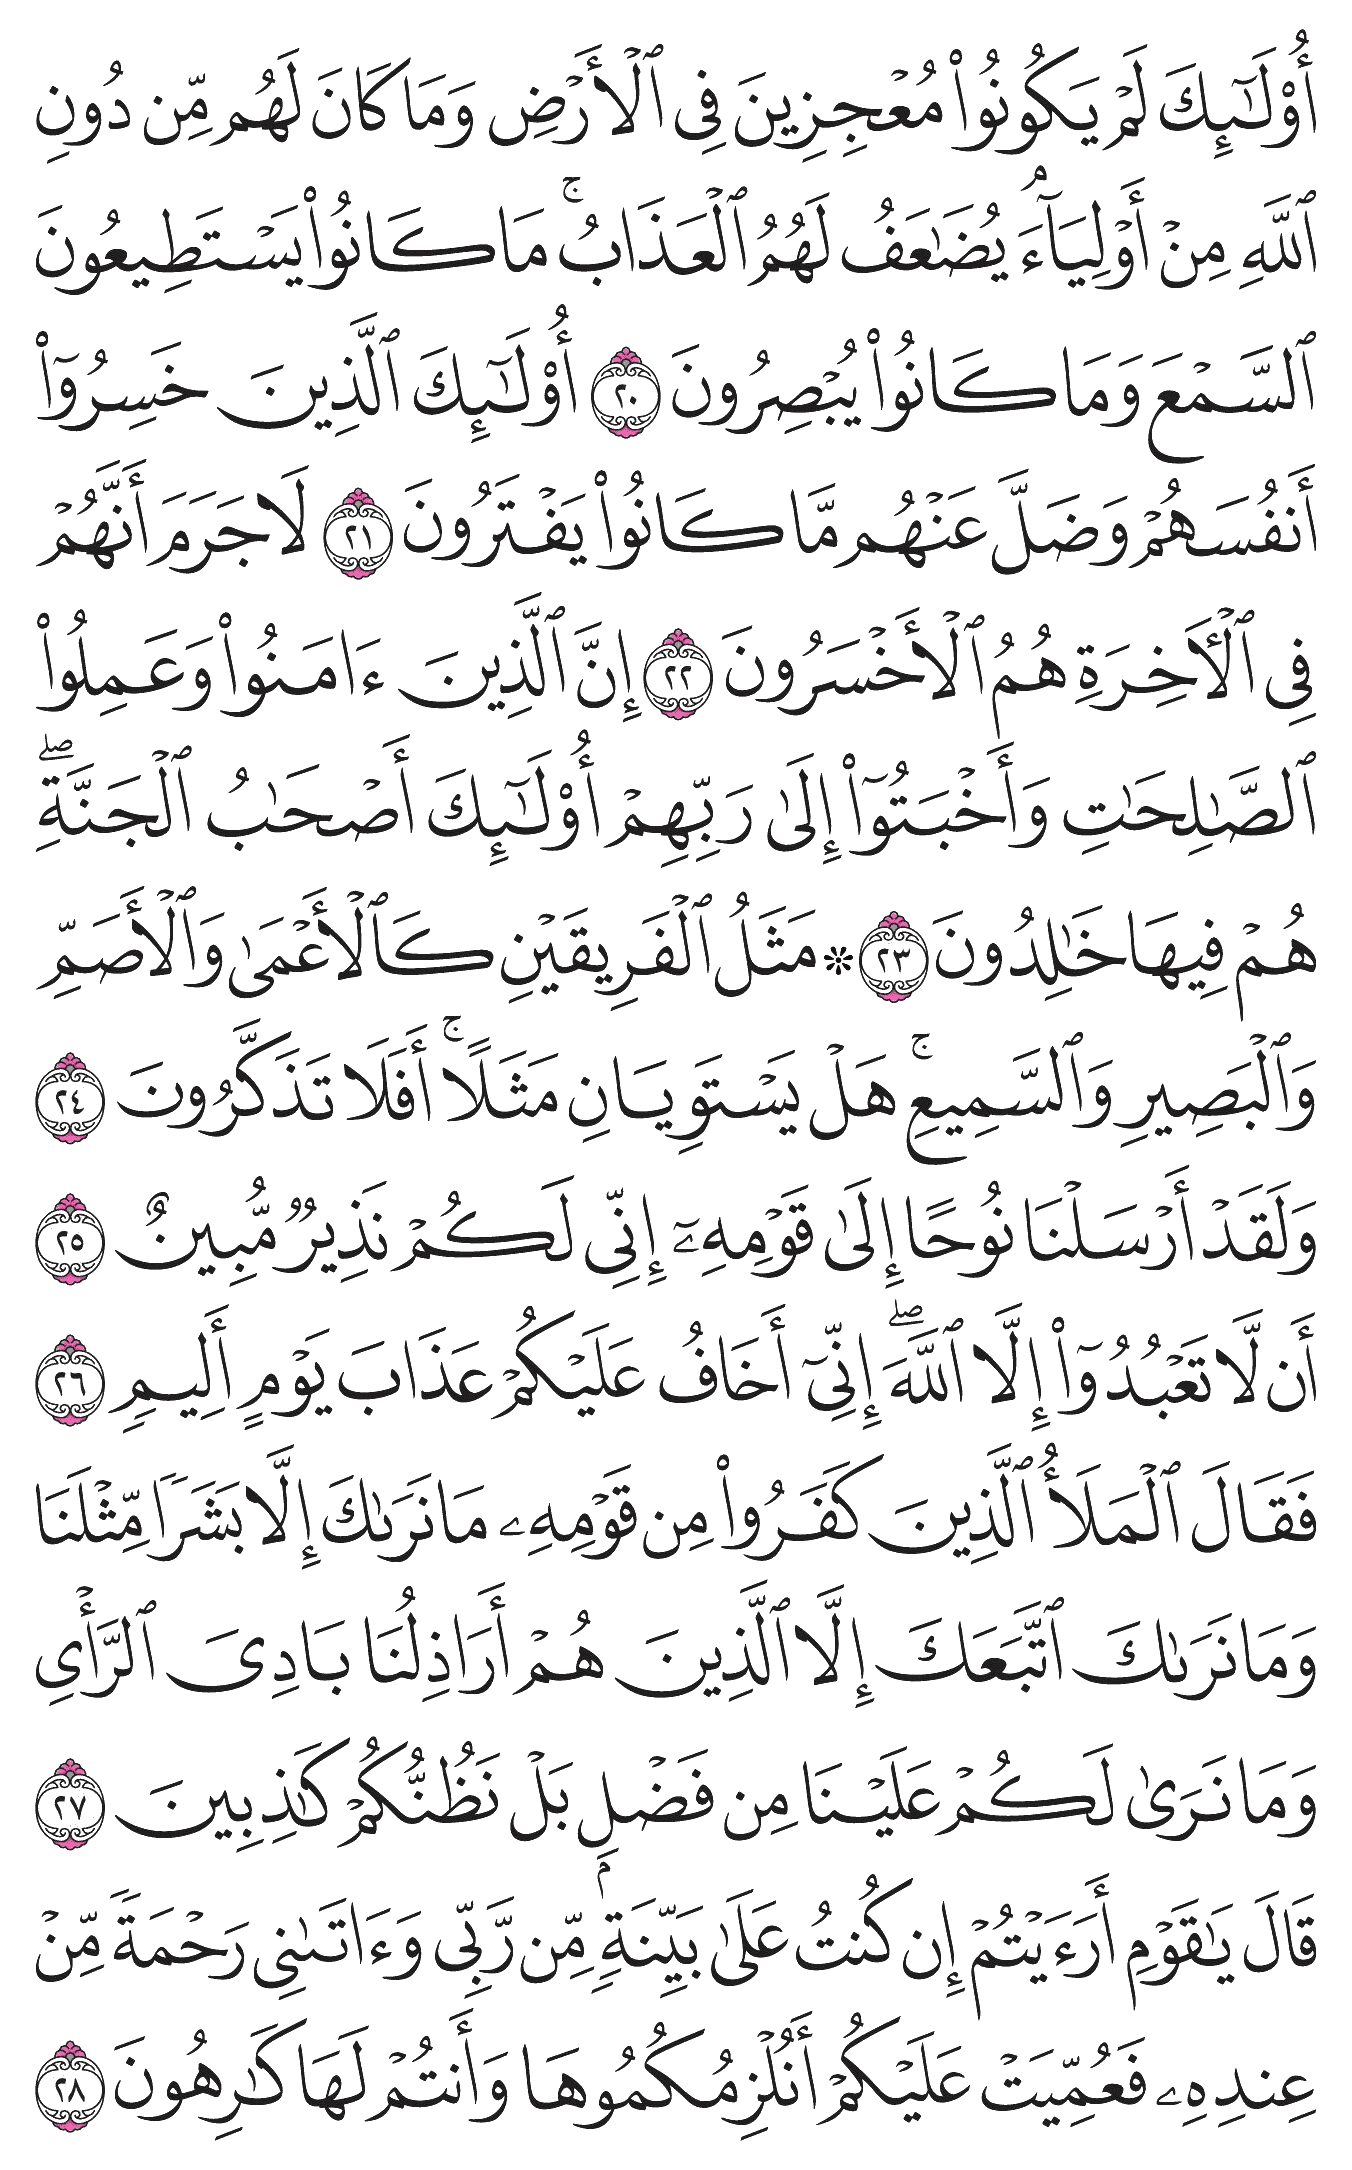 أُوْلَٰٓئِكَ لَمۡ يَكُونُواْ مُعۡجِزِينَ فِي ٱلۡأَرۡضِ وَمَا كَانَ لَهُم مِّن دُونِ
ٱللَّهِ مِنۡ أَوۡلِيَآءَۘ يُضَٰعَفُ لَهُمُ ٱلۡعَذَابُۚ مَا كَانُواْ يَسۡتَطِيعُونَ
ٱلسَّمۡعَ وَمَا كَانُواْ يُبۡصِرُونَ ٢٠ أُوْلَٰٓئِكَ ٱلَّذِينَ خَسِرُوٓاْ
أَنفُسَهُمۡ وَضَلَّ عَنۡهُم مَّا كَانُواْ يَفۡتَرُونَ ٢١ لَا جَرَمَ أَنَّهُمۡ
فِي ٱلۡأٓخِرَةِ هُمُ ٱلۡأَخۡسَرُونَ ٢٢ إِنَّ ٱلَّذِينَ ءَامَنُواْ وَعَمِلُواْ
ٱلصَّٰلِحَٰتِ وَأَخۡبَتُوٓاْ إِلَىٰ رَبِّهِمۡ أُوْلَٰٓئِكَ أَصۡحَٰبُ ٱلۡجَنَّةِۖ
هُمۡ فِيهَا خَٰلِدُونَ ٢٣ ۞ مَثَلُ ٱلۡفَرِيقَيۡنِ كَٱلۡأَعۡمَىٰ وَٱلۡأَصَمِّ
وَٱلۡبَصِيرِ وَٱلسَّمِيعِۚ هَلۡ يَسۡتَوِيَانِ مَثَلًاۚ أَفَلَا تَذَكَّرُونَ ٢٤
وَلَقَدۡ أَرۡسَلۡنَا نُوحًا إِلَىٰ قَوۡمِهِۦٓ إِنِّي لَكُمۡ نَذِيرٞ مُّبِينٌ ٢٥
أَن لَّا تَعۡبُدُوٓاْ إِلَّا ٱللَّهَۖ إِنِّيٓ أَخَافُ عَلَيۡكُمۡ عَذَابَ يَوۡمٍ أَلِيمٖ ٢٦
فَقَالَ ٱلۡمَلَأُ ٱلَّذِينَ كَفَرُواْ مِن قَوۡمِهِۦ مَا نَرَىٰكَ إِلَّا بَشَرٗا مِّثۡلَنَا
وَمَا نَرَىٰكَ ٱتَّبَعَكَ إِلَّا ٱلَّذِينَ هُمۡ أَرَاذِلُنَا بَادِيَ ٱلرَّأۡيِ
وَمَا نَرَىٰ لَكُمۡ عَلَيۡنَا مِن فَضۡلِۭ بَلۡ نَظُنُّكُمۡ كَٰذِبِينَ ٢٧
قَالَ يَٰقَوۡمِ أَرَءَيۡتُمۡ إِن كُنتُ عَلَىٰ بَيِّنَةٖ مِّن رَّبِّي وَءَاتَىٰنِي رَحۡمَةٗ مِّنۡ
عِندِهِۦ فَعُمِّيَتۡ عَلَيۡكُمۡ أَنُلۡزِمُكُمُوهَا وَأَنتُمۡ لَهَا كَٰرِهُونَ ٢٨